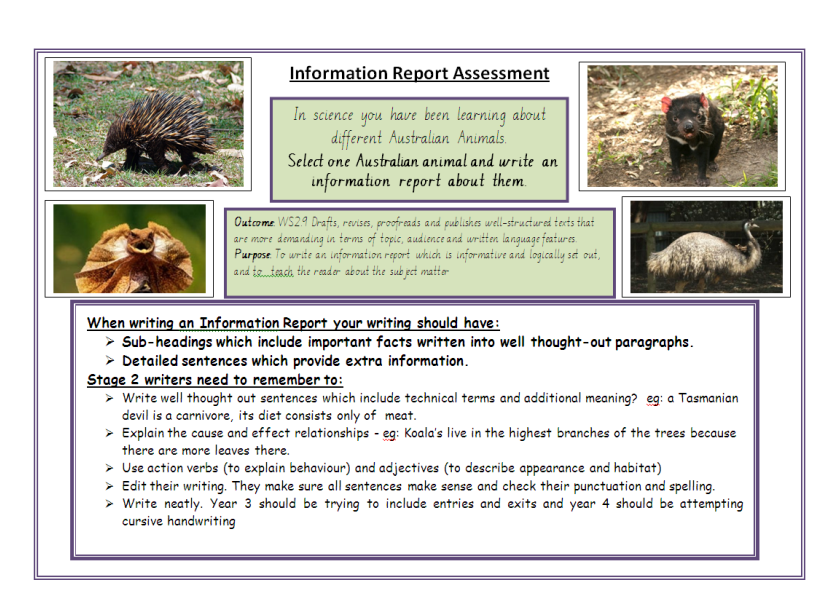 Information Report Assessment
In science you have been learning about
different Australian Animals.
Select one Australian animal and write an
information report about them.
Outcome: WS2.9 Drafts, revises, proofreads and publishes well-structured texts that
are more demanding in terms of topic, audience and written language features.
Purpose: To write an information report which is informative and logically set out,
and to teach the reader about the subject matter
When writing an Information Report your writing should have:
➢ Sub-headings which include important facts written into well thought-out paragraphs.
➢ Detailed sentences which provide extra information.
Stage 2 writers need to remember to:
➢ Write well thought out sentences which include technical terms and additional meaning? eg: a Tasmanian
devil is a carnivore, its diet consists only of meat.
➢ Explain the cause and effect relationships - eg: Koala's live in the highest branches of the trees because
there are more leaves there.
➢ Use action verbs (to explain behaviour) and adjectives (to describe appearance and habitat)
➢ Edit their writing. They make sure all sentences make sense and check their punctuation and spelling.
➢ Write neatly. Year 3 should be trying to include entries and exits and year 4 should be attempting
cursive handwriting